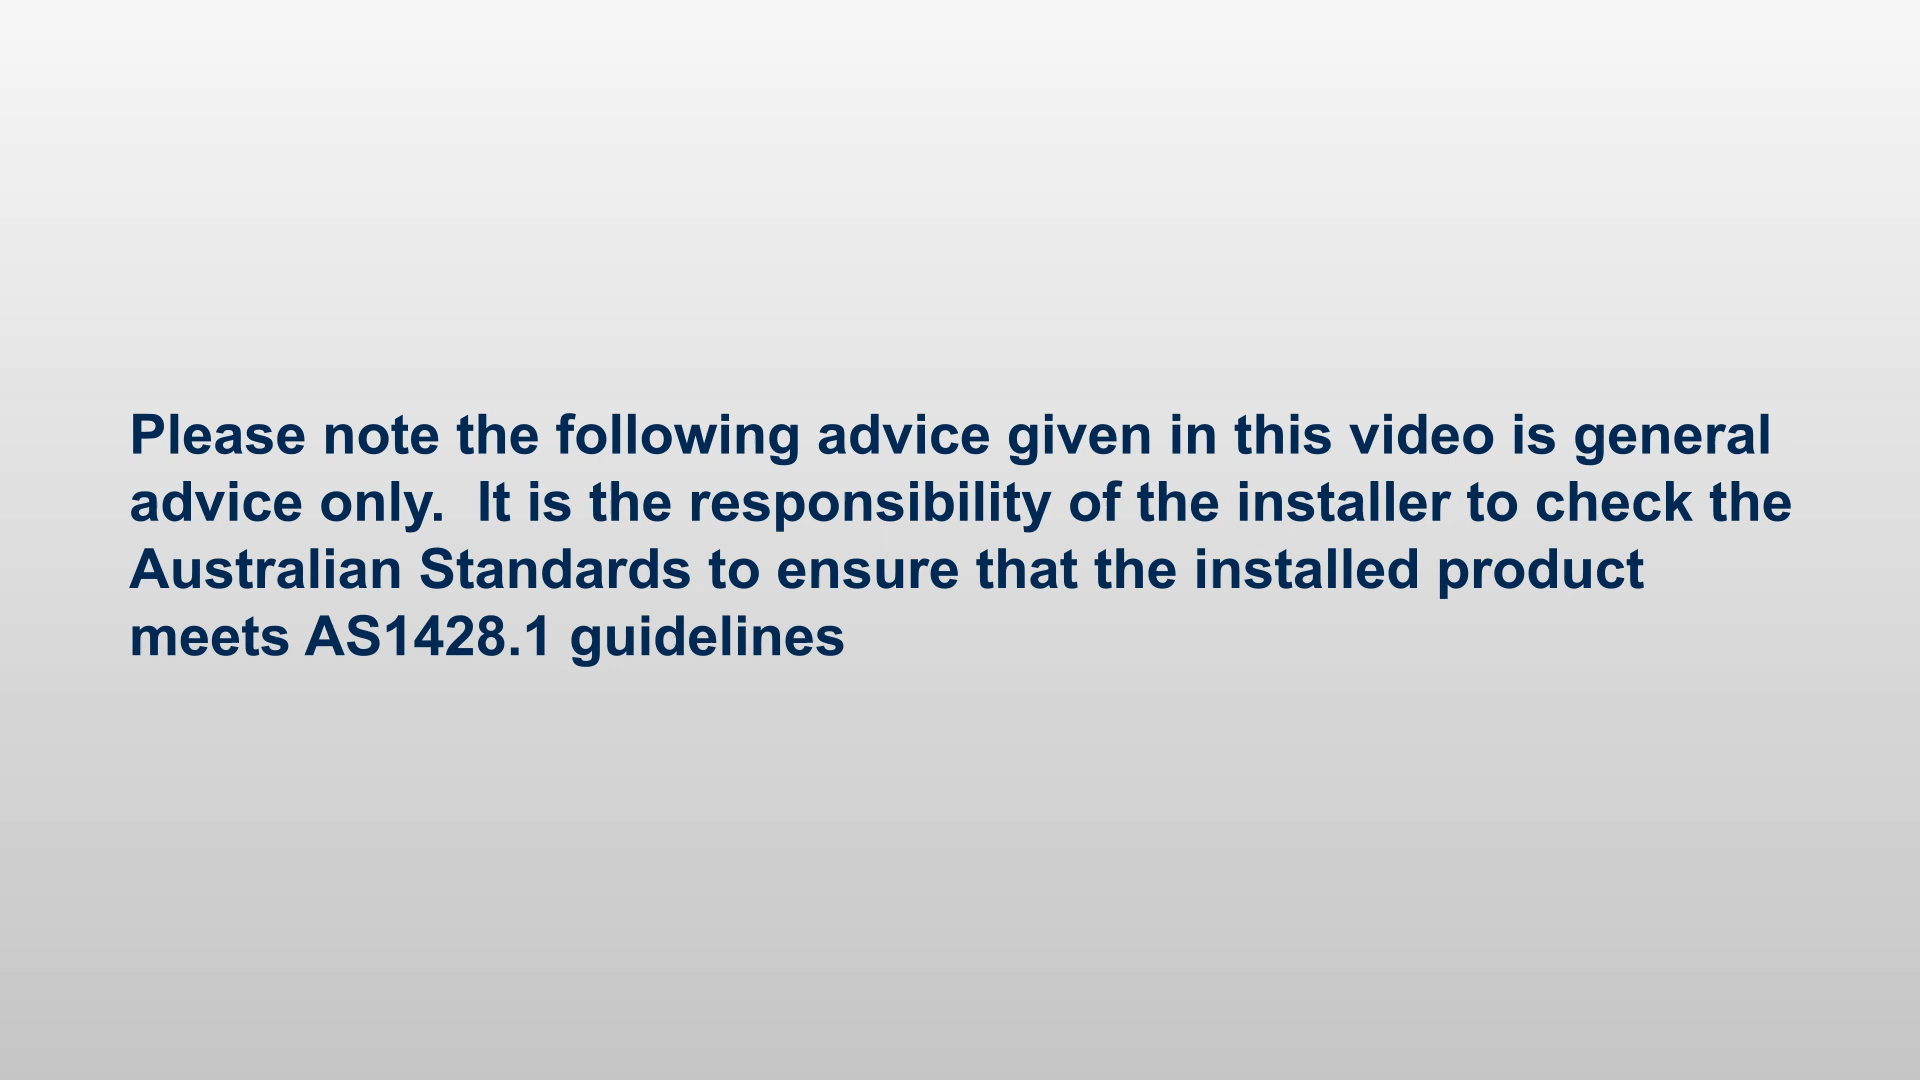 Please note the following advice given in this video is general
advice only.  It is the responsibility of the installer to check the
Australian Standards to ensure that the installed product
meets AS1428.1 guidelines